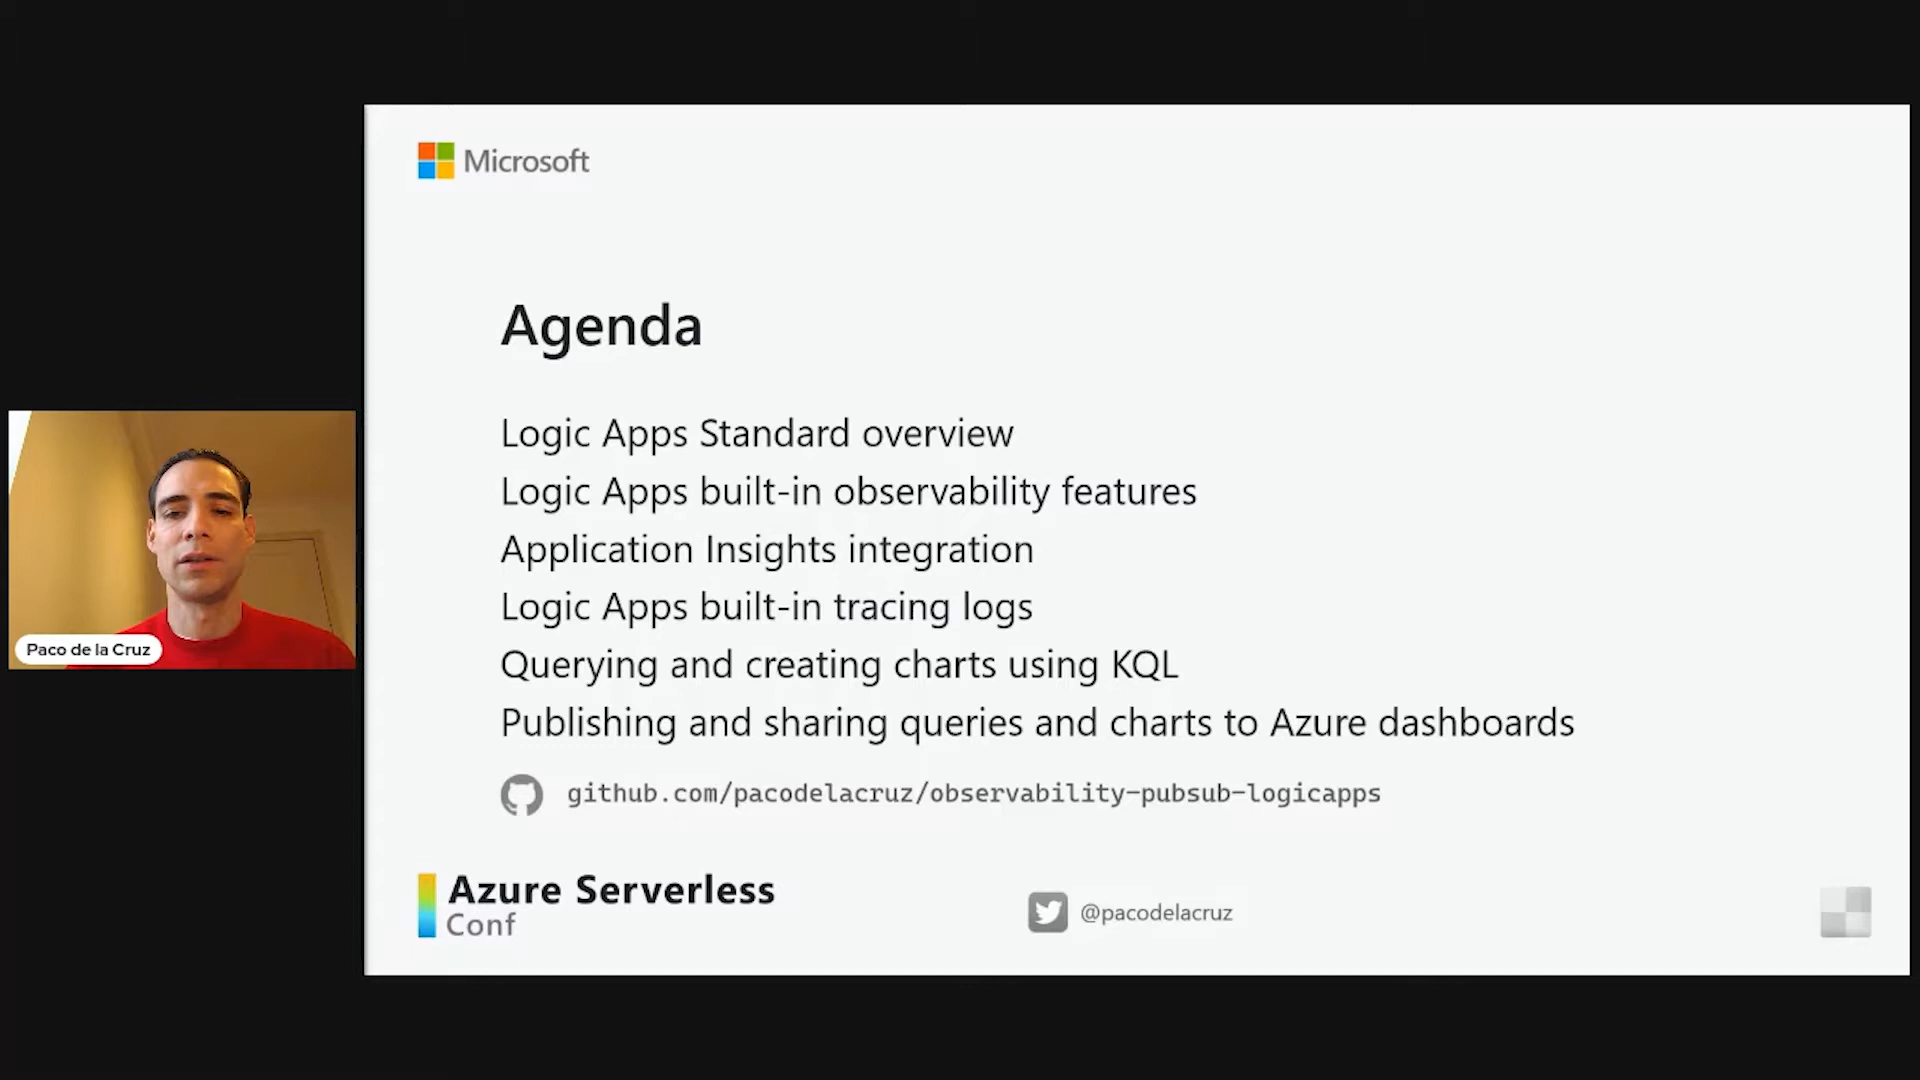 Microsoft
Agenda
Logic Apps Standard overview
Logic Apps built-in observability features
Application Insights integration
Logic Apps built-in tracing logs
Querying and creating charts using KQL
Publishing and sharing queries and charts to Azure dashboards
github.com/pacodelacruz/observability-pubsub-logicapps
Azure Serverless
Conf
@pacodelacruz
Paco de la Cruz